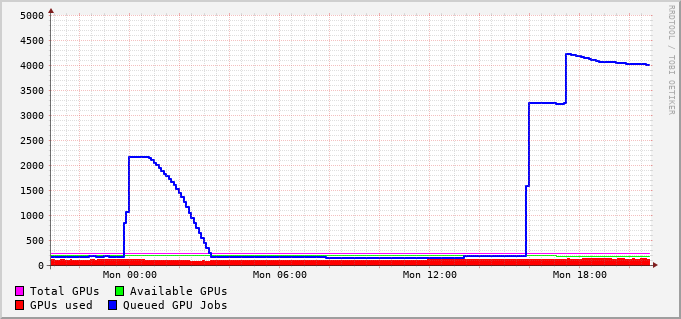 5000
4500
4000
3500
3000
2500
2000
1500
1000
500
0
Mon 00:00 Mon 06:00 Mon 12:00 Mon 18:00
Total GPUs Available GPUs
GPUs used Queued GPU Jobs
RRDTOOL / TOBI OETIKER